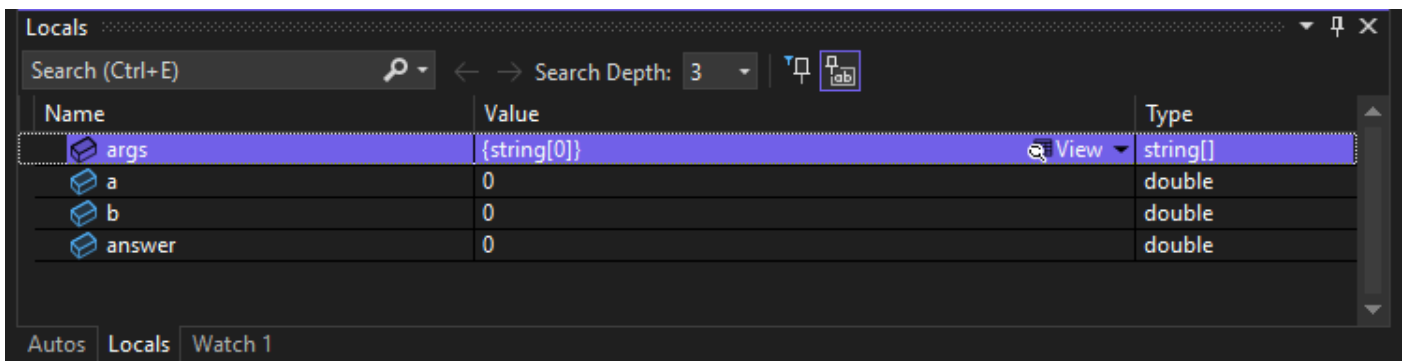 Locals
Search (Ctrl+E) Search Depth: 3 ab
Name Value Type
args {string[0]} View string[]
a 0 double
b 0 double
answer 0 double
Autos Locals Watch 1